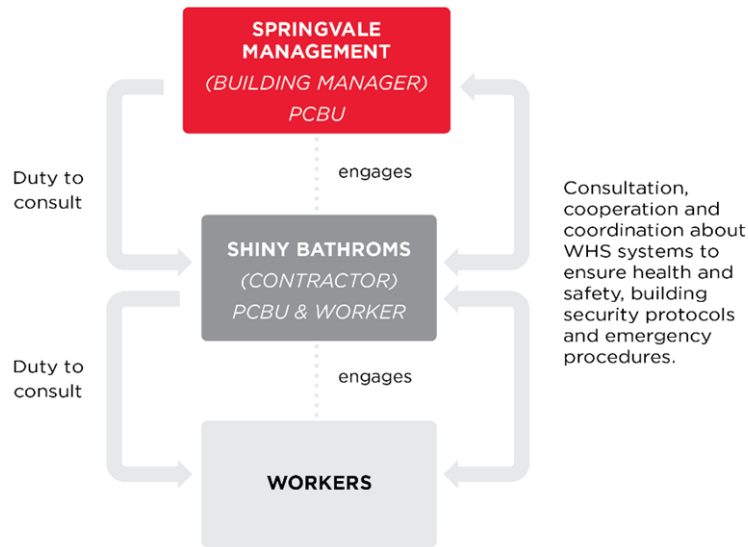 SPRINGVALE
MANAGEMENT
(BUILDING MANAGER)
PCBU
Duty to
consult
engages
SHINY BATHROMS
(CONTRACTOR)
PCBU & WORKER
Consultation,
cooperation and
coordination about
WHS systems to
ensure health and
safety, building
security protocols
and emergency
procedures.
Duty to
consult
engages
WORKERS